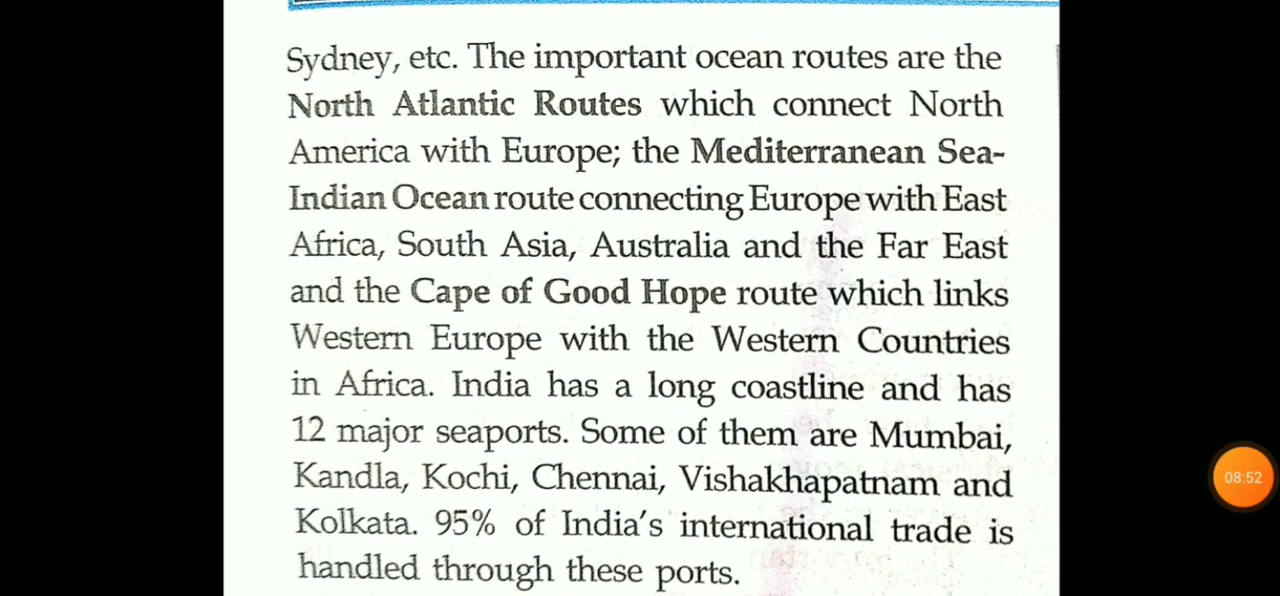 Sydney, etc. The important ocean routes are the
North Atlantic Routes which connect North
America with Europe; the Mediterranean Sea-
Indian Ocean route connecting Europe with East
Africa, South Asia, Australia and the Far East
and the Cape of Good Hope route which links
Western Europe with the Western Countries
in Africa. India has a long coastline and has
12 major seaports. Some of them are Mumbai,
Kandla, Kochi, Chennai, Vishakhapatnam and
Kolkata. 95% of India's international trade is
handled through these ports.
08:52